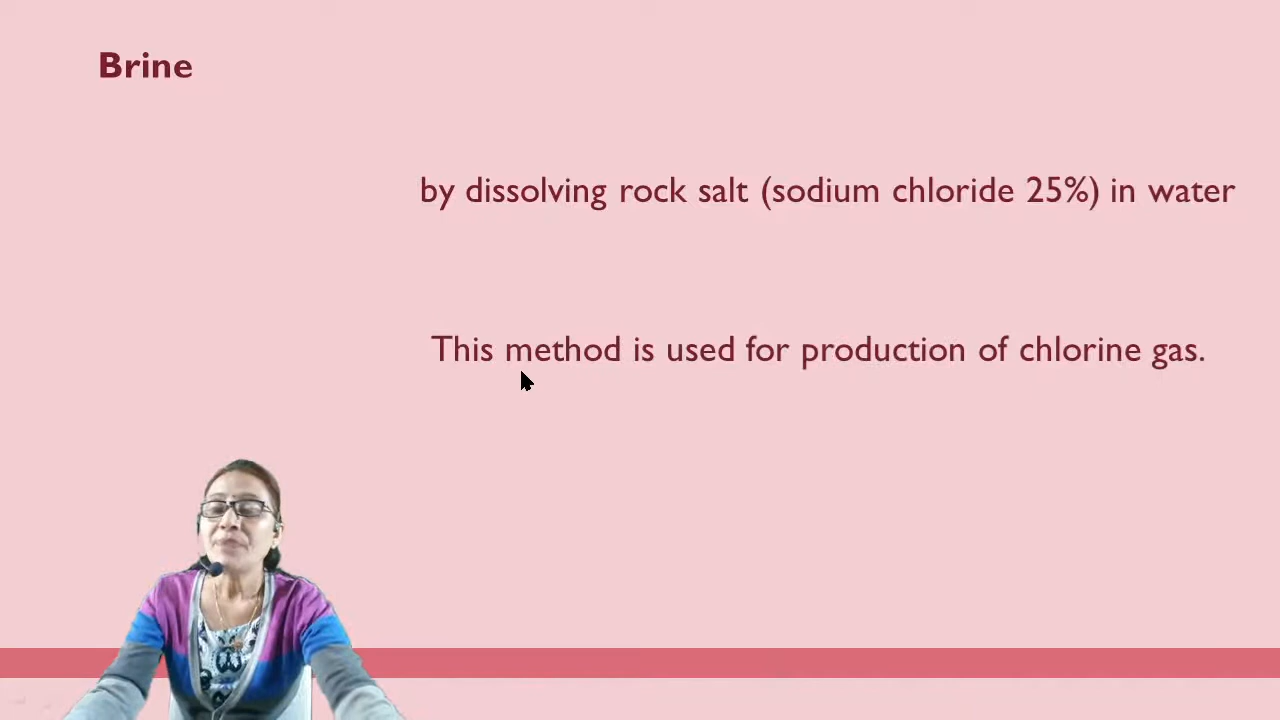 Brine
by dissolving rock salt (sodium chloride 25%) in water
This method is used for production of chlorine gas.